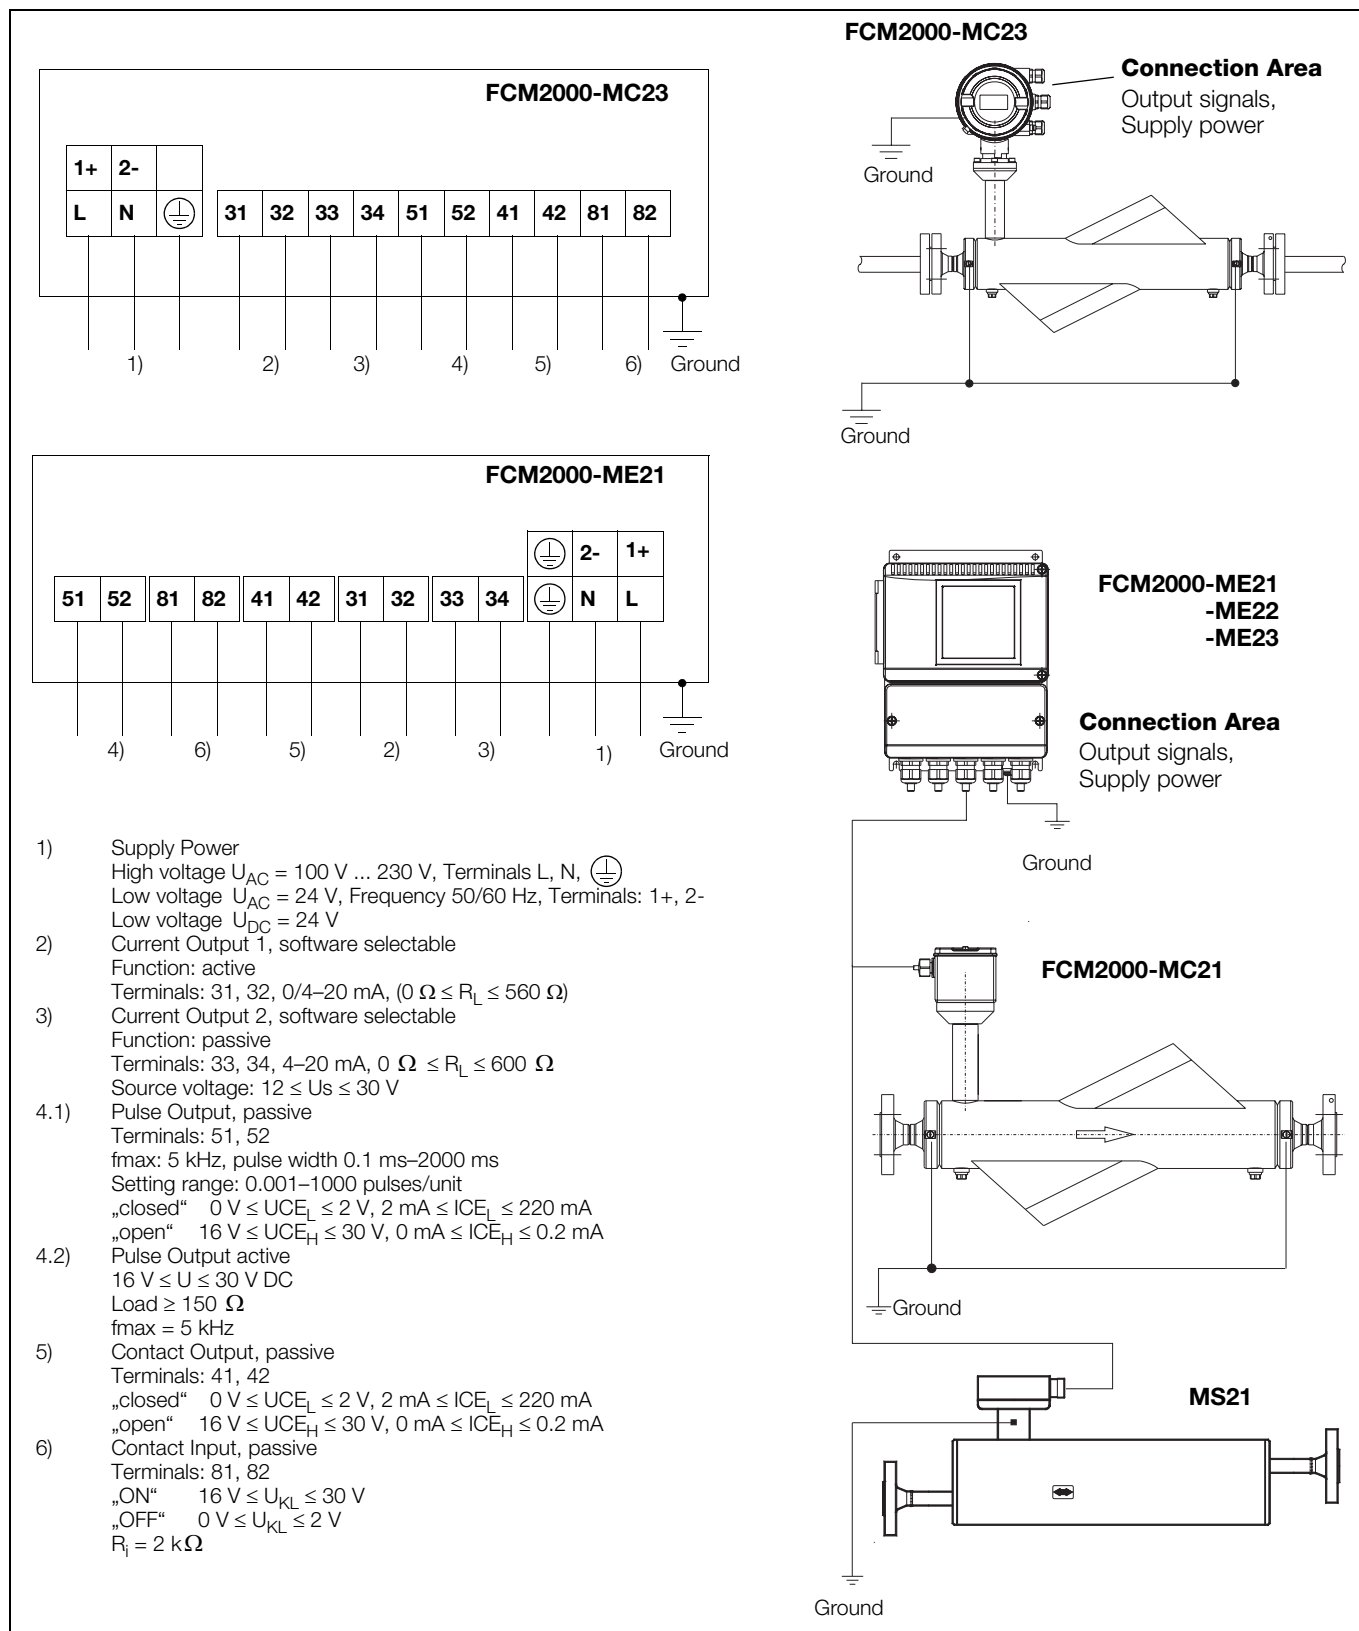 FCM2000-MC23
1+ 2-
L N
31 32 33 34 51 52 41 42 81 82
1) 2) 3) 4) 5) 6) Ground
FCM2000-MC23
Connection Area
Output signals,
Supply power
Ground
Ground
FCM2000-ME21
2- 1+
51 52 81 82 41 42 31 32 33 34 N L
4) 6) 5) 2) 3) 1) Ground
FCM2000-ME21
-ME22
-ME23
Connection Area
Output signals,
Supply power
Ground
FCM2000-MC21
Ground
MS21
Ground
1) Supply Power
High voltage U_AC = 100 V ... 230 V, Terminals L, N,
Low voltage U_AC = 24 V, Frequency 50/60 Hz, Terminals: 1+, 2-
Low voltage U_DC = 24 V
2) Current Output 1, software selectable
Function: active
Terminals: 31, 32, 0/4–20 mA, (0 Ω ≤ R_L ≤ 560 Ω)
3) Current Output 2, software selectable
Function: passive
Terminals: 33, 34, 4–20 mA, 0 Ω ≤ R_L ≤ 600 Ω
Source voltage: 12 ≤ Us ≤ 30 V
4.1) Pulse Output, passive
Terminals: 51, 52
fmax: 5 kHz, pulse width 0.1 ms–2000 ms
Setting range: 0.001–1000 pulses/unit
„closed“ 0 V ≤ UCE_L ≤ 2 V, 2 mA ≤ ICE_L ≤ 220 mA
„open“ 16 V ≤ UCE_H ≤ 30 V, 0 mA ≤ ICE_H ≤ 0.2 mA
4.2) Pulse Output active
16 V ≤ U ≤ 30 V DC
Load ≥ 150 Ω
fmax = 5 kHz
5) Contact Output, passive
Terminals: 41, 42
„closed“ 0 V ≤ UCE_L ≤ 2 V, 2 mA ≤ ICE_L ≤ 220 mA
„open“ 16 V ≤ UCE_H ≤ 30 V, 0 mA ≤ ICE_H ≤ 0.2 mA
6) Contact Input, passive
Terminals: 81, 82
„ON“ 16 V ≤ U_KL ≤ 30 V
„OFF“ 0 V ≤ U_KL ≤ 2 V
R_i = 2 kΩ